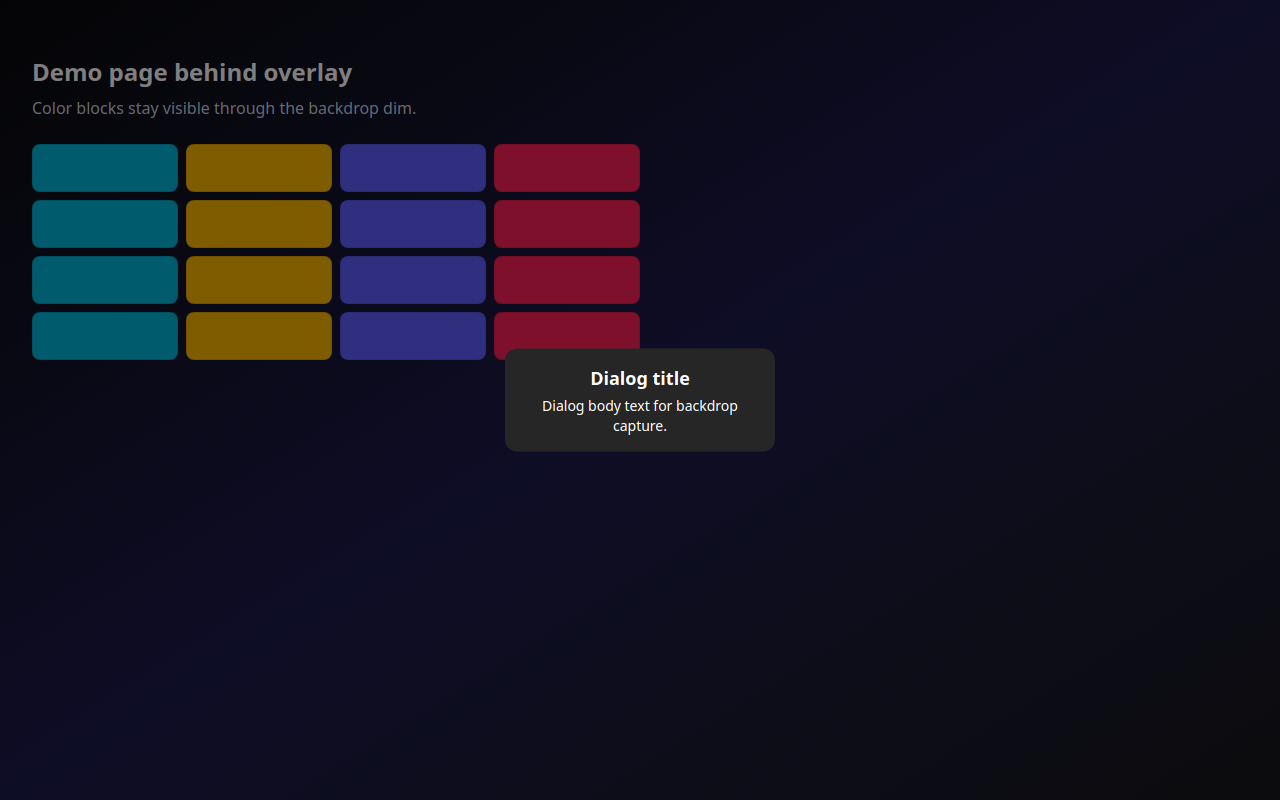 Demo page behind overlay
Color blocks stay visible through the backdrop dim.
Dialog title
Dialog body text for backdrop
capture.